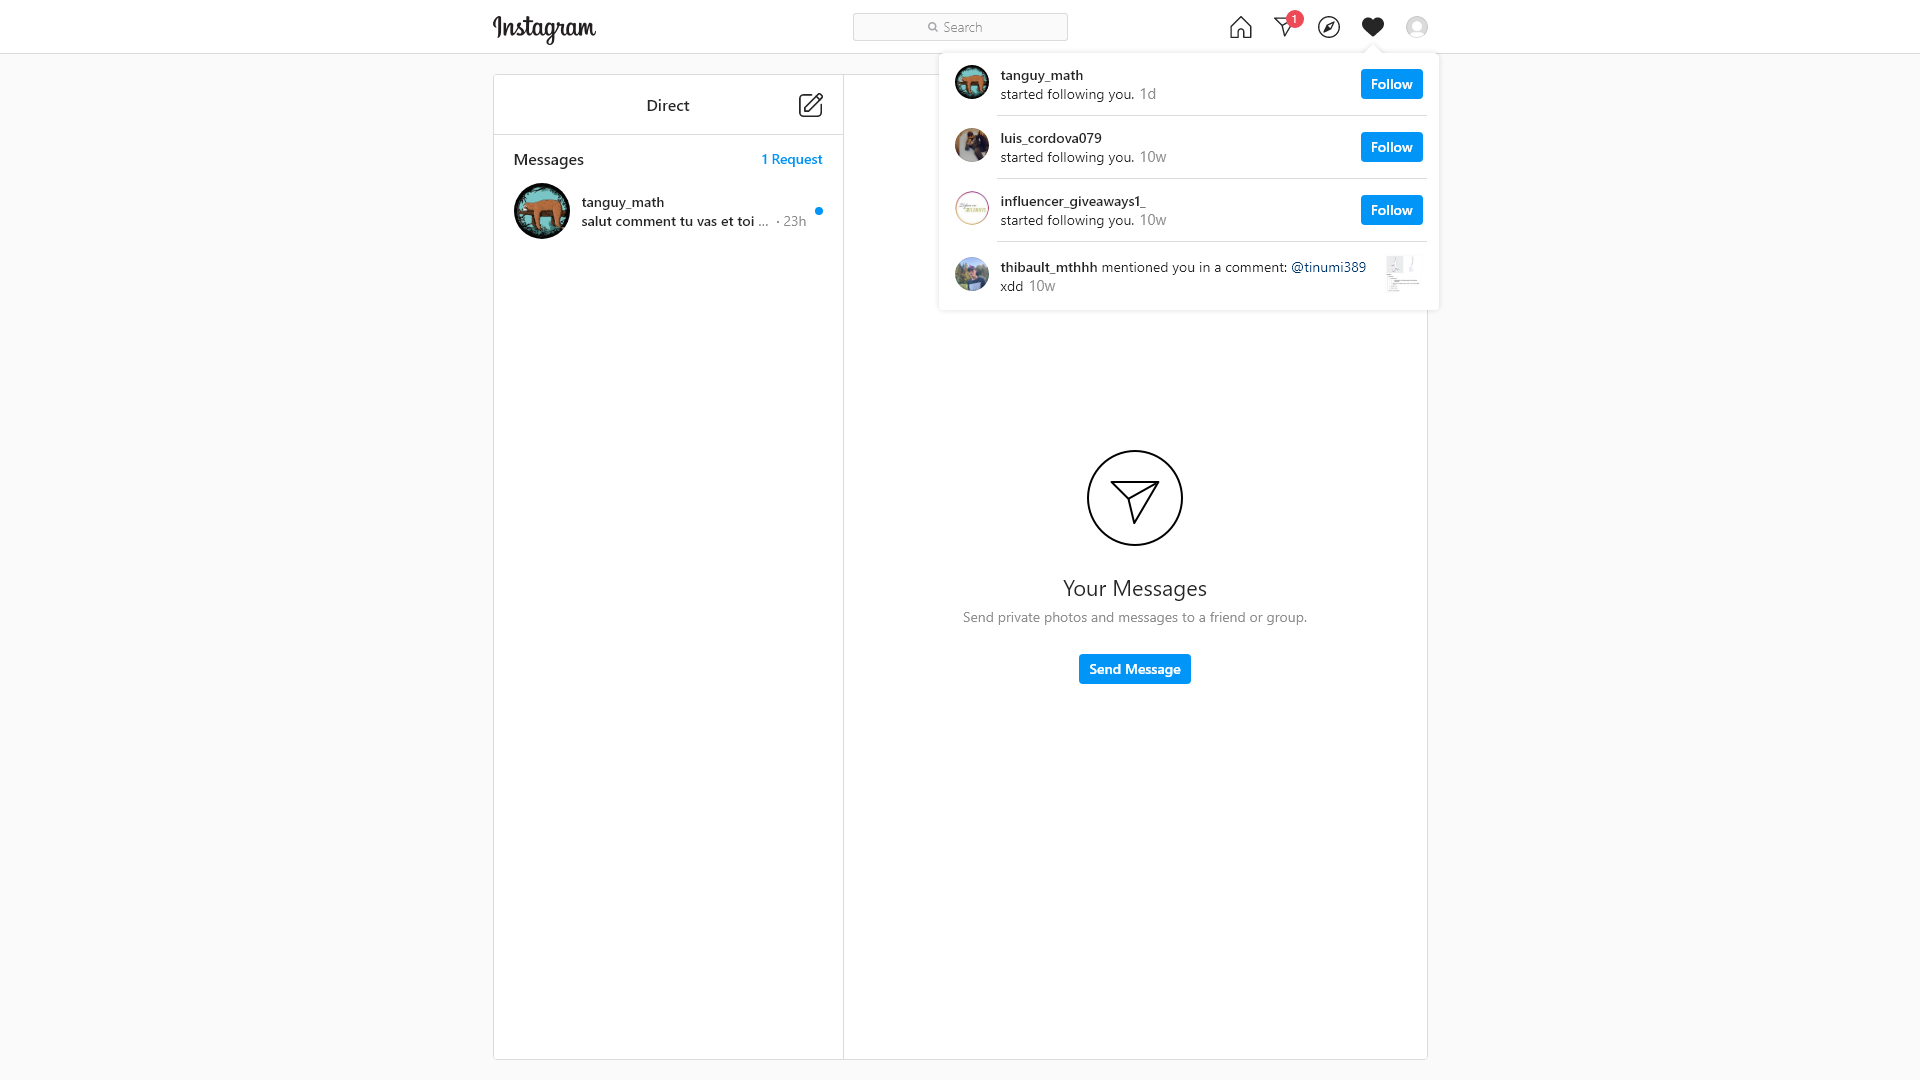 Instagram
Search
1
Direct
Messages
1 Request
tanguy_math
salut comment tu vas et toi ... · 23h
tanguy_math
started following you. 1d
Follow
luis_cordova079
started following you. 10w
Follow
influencer_giveaways1_
started following you. 10w
Follow
thibault_mthhh mentioned you in a comment: @tinumi389
xdd 10w
Your Messages
Send private photos and messages to a friend or group.
Send Message